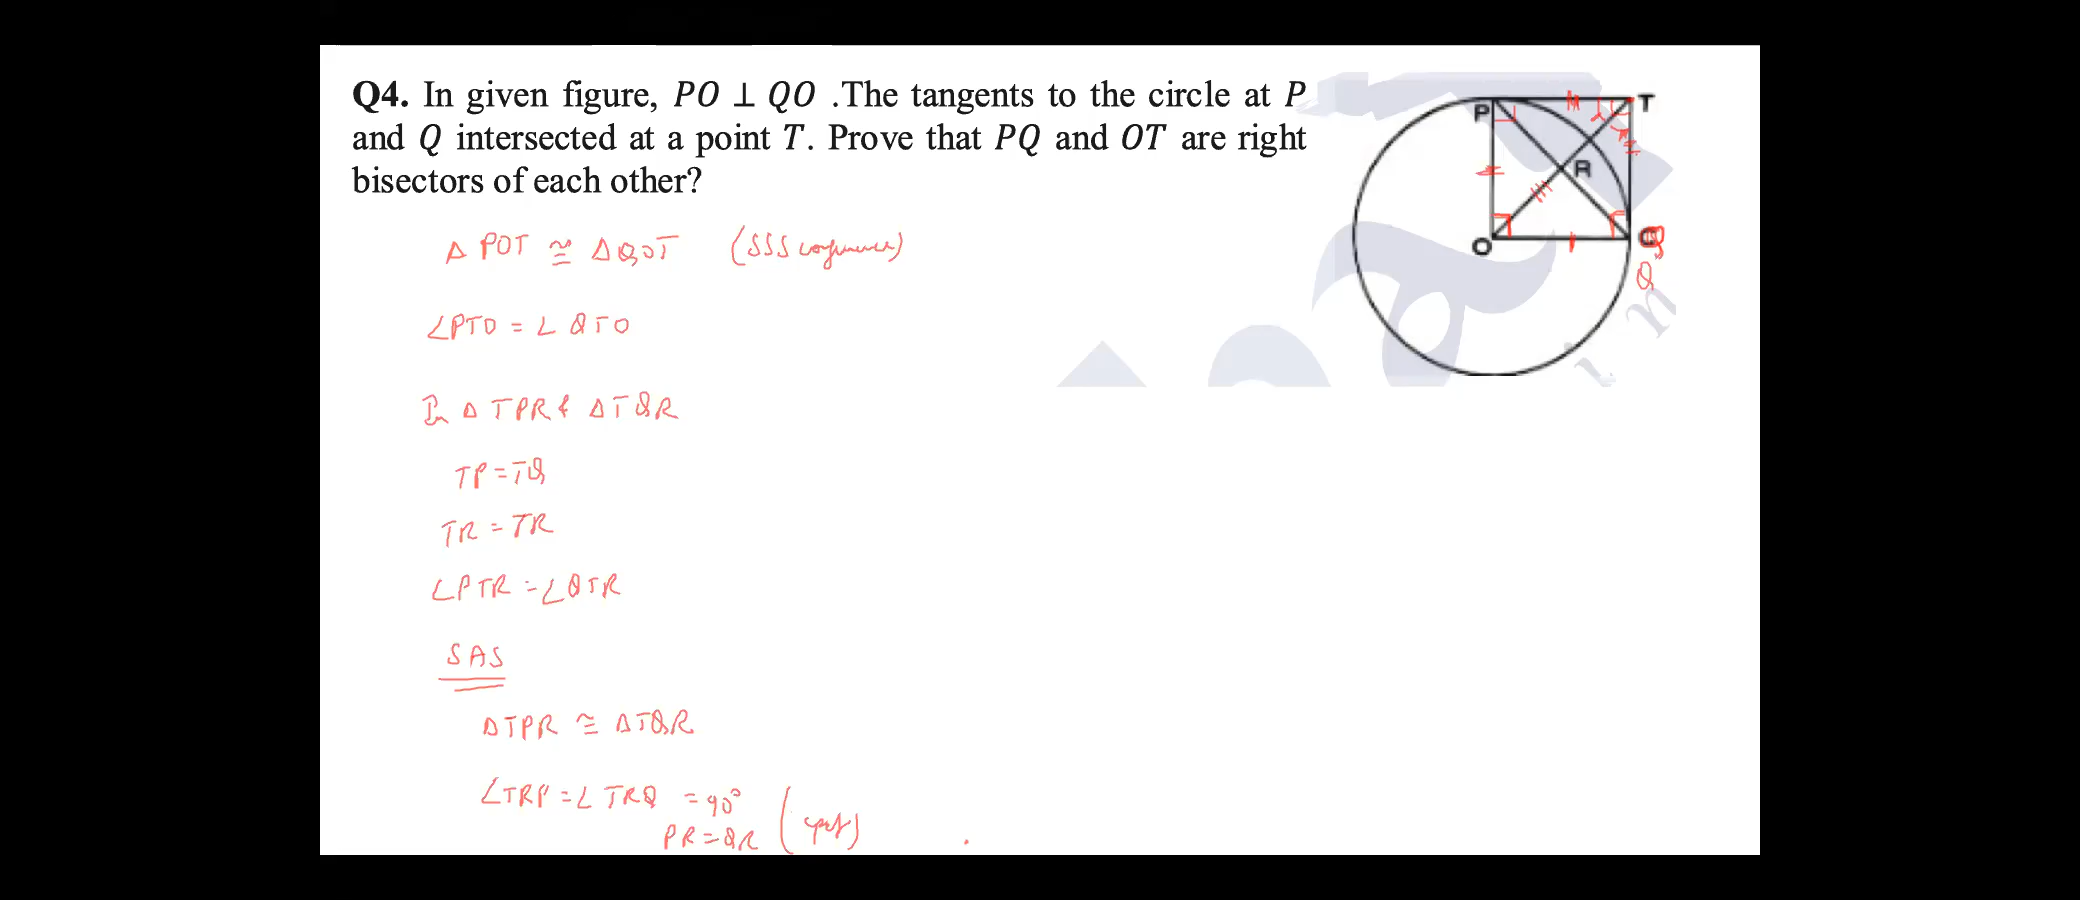 Q4. In given figure, PO ⊥ QO .The tangents to the circle at P
and Q intersected at a point T. Prove that PQ and OT are right
bisectors of each other?
P
T
R
O
Q
Δ POT ≅ Δ QOT (SSS congruence)
∠PTO = ∠ QTO
In Δ TPR & Δ TQR
TP = TQ
TR = TR
∠PTR = ∠QTR
SAS
ΔTPR ≅ ΔTQR
∠TRP = ∠ TRQ = 90°
PR = QR (cpct)